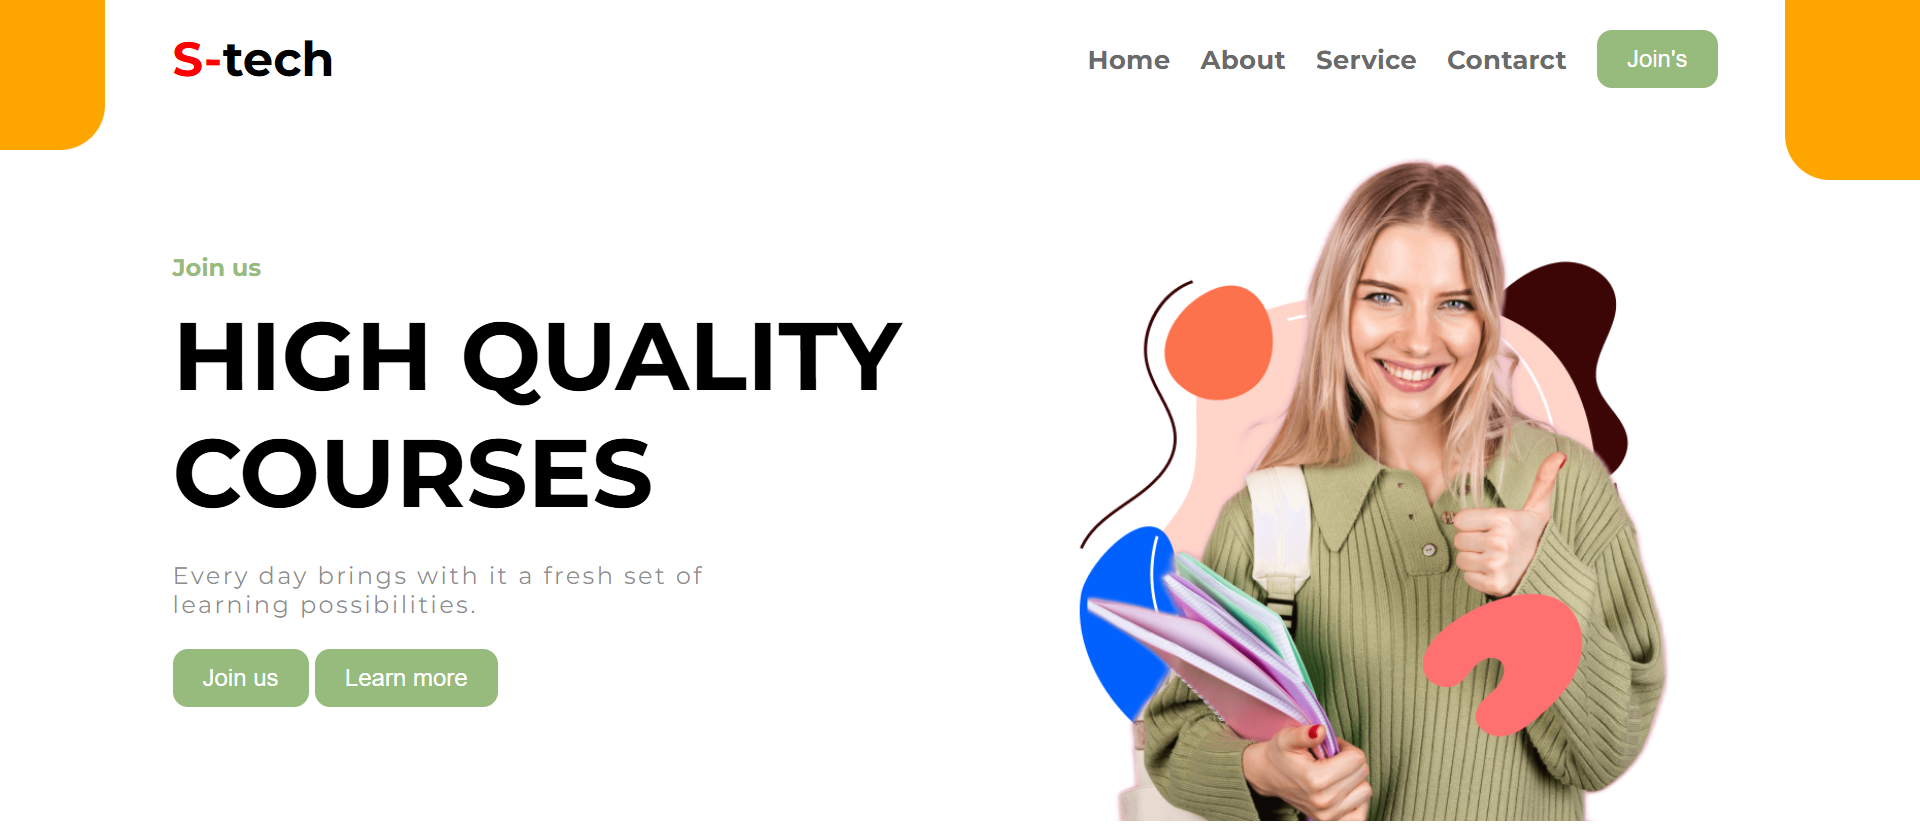 S-tech
Home About Service Contarct Join's
Join us
HIGH QUALITY
COURSES
Every day brings with it a fresh set of
learning possibilities.
Join us Learn more